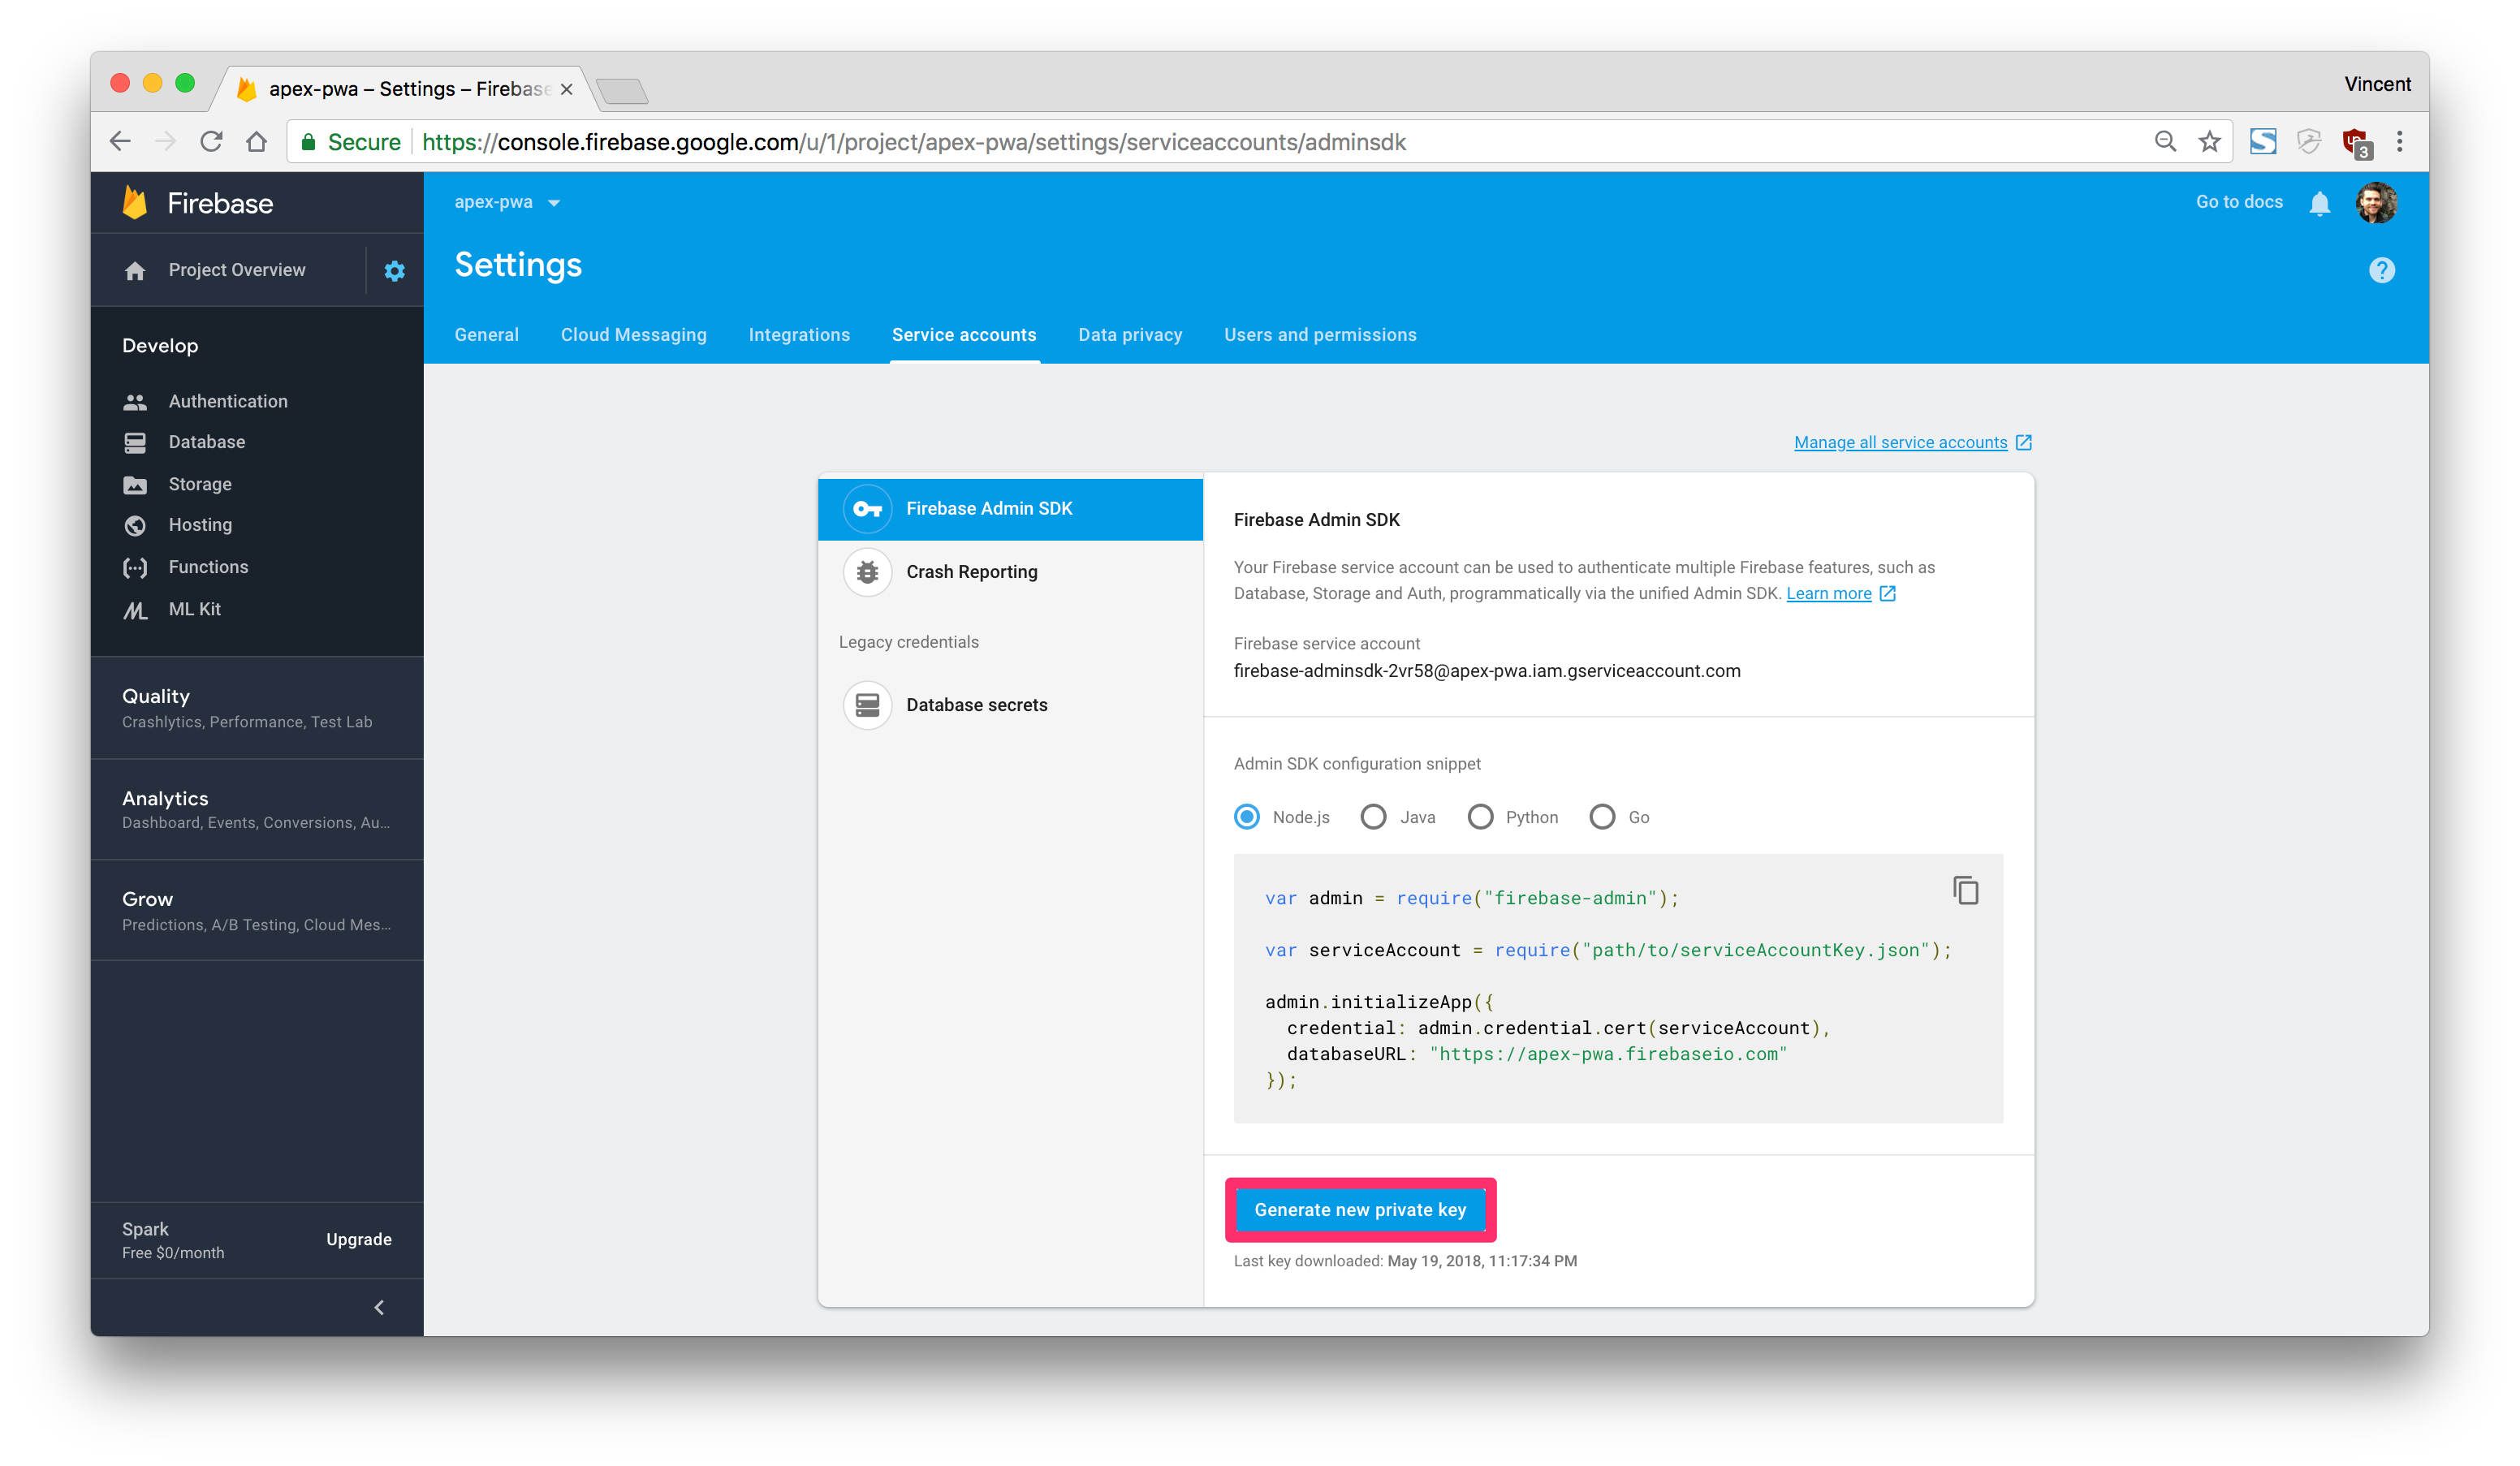 apex-pwa – Settings – Firebase
Vincent
Secure
https://console.firebase.google.com/u/1/project/apex-pwa/settings/serviceaccounts/adminsdk
3
Firebase
apex-pwa
Go to docs
Project Overview
Settings
General
Cloud Messaging
Integrations
Service accounts
Data privacy
Users and permissions
Develop
Authentication
Database
Storage
Hosting
Functions
ML Kit
Quality
Crashlytics, Performance, Test Lab
Analytics
Dashboard, Events, Conversions, Au...
Grow
Predictions, A/B Testing, Cloud Mes...
Spark
Free $0/month
Upgrade
Manage all service accounts
Firebase Admin SDK
Crash Reporting
Legacy credentials
Database secrets
Firebase Admin SDK
Your Firebase service account can be used to authenticate multiple Firebase features, such as
Database, Storage and Auth, programmatically via the unified Admin SDK. Learn more
Firebase service account
firebase-adminsdk-2vr58@apex-pwa.iam.gserviceaccount.com
Admin SDK configuration snippet
Node.js
Java
Python
Go
var admin = require("firebase-admin");
var serviceAccount = require("path/to/serviceAccountKey.json");
admin.initializeApp({
  credential: admin.credential.cert(serviceAccount),
  databaseURL: "https://apex-pwa.firebaseio.com"
});
Generate new private key
Last key downloaded: May 19, 2018, 11:17:34 PM